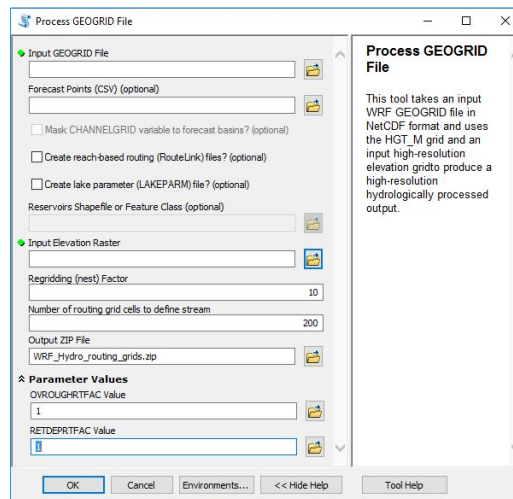 Process GEOGRID File
Input GEOGRID File
Forecast Points (CSV) (optional)
Mask CHANNELGRID variable to forecast basins? (optional)
Create reach-based routing (RouteLink) files? (optional)
Create lake parameter (LAKEPARM) file? (optional)
Reservoirs Shapefile or Feature Class (optional)
Input Elevation Raster
Regridding (nest) Factor
10
Number of routing grid cells to define stream
200
Output ZIP File
WRF_Hydro_routing_grids.zip
Parameter Values
OVROUGHRTFAC Value
1
RETDEPRTFAC Value
1
Process GEOGRID
File
This tool takes an input
WRF GEOGRID file in
NetCDF format and uses
the HGT_M grid and an
input high-resolution
elevation gridto produce a
high-resolution
hydrologically processed
output.
OK
Cancel
Environments...
<< Hide Help
Tool Help